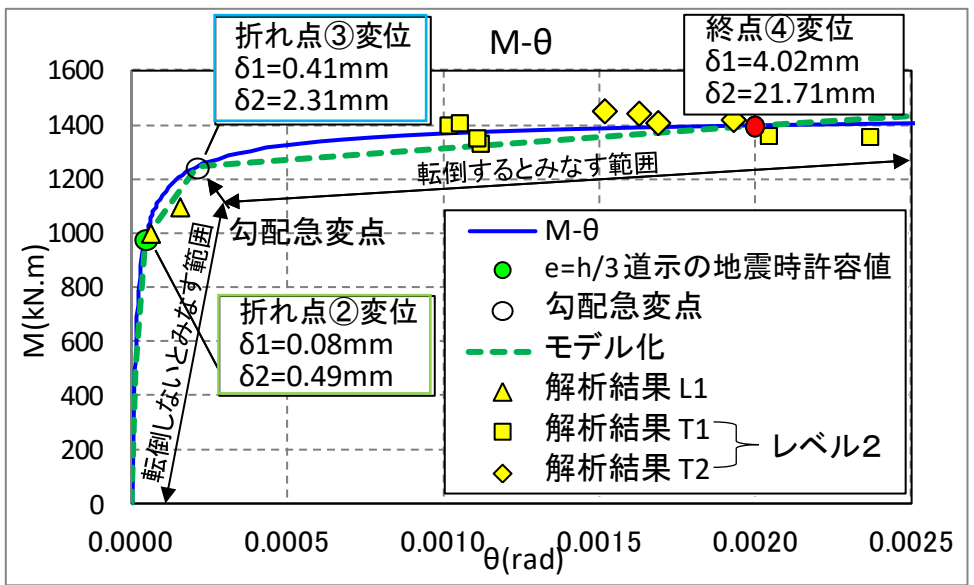 M-θ
折れ点③変位
δ1=0.41mm
δ2=2.31mm
終点④変位
δ1=4.02mm
δ2=21.71mm
1600
1400
1200
1000
800
600
400
200
0
M(kN.m)
転倒するとみなす範囲
勾配急変点
転倒しないとみなす範囲
折れ点②変位
δ1=0.08mm
δ2=0.49mm
M-θ
e=h/3 道示の地震時許容値
勾配急変点
モデル化
解析結果 L1
解析結果 T1
解析結果 T2
レベル2
0.0000 0.0005 0.0010 0.0015 0.0020 0.0025
θ(rad)